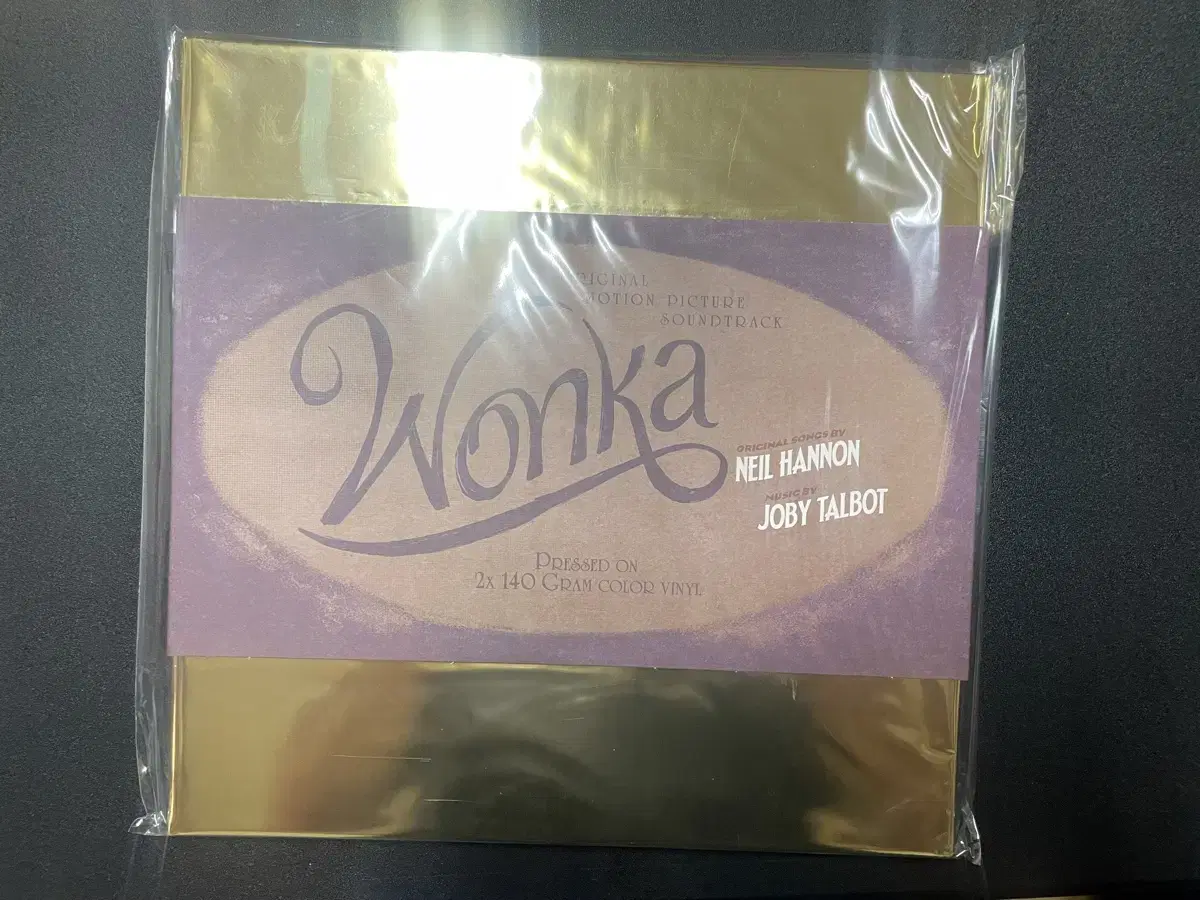 ORIGINAL
MOTION PICTURE
SOUNDTRACK
Wonka
ORIGINAL SONGS BY
NEIL HANNON
MUSIC BY
JOBY TALBOT
PRESSED ON
2X 140 GRAM COLOR VINYL